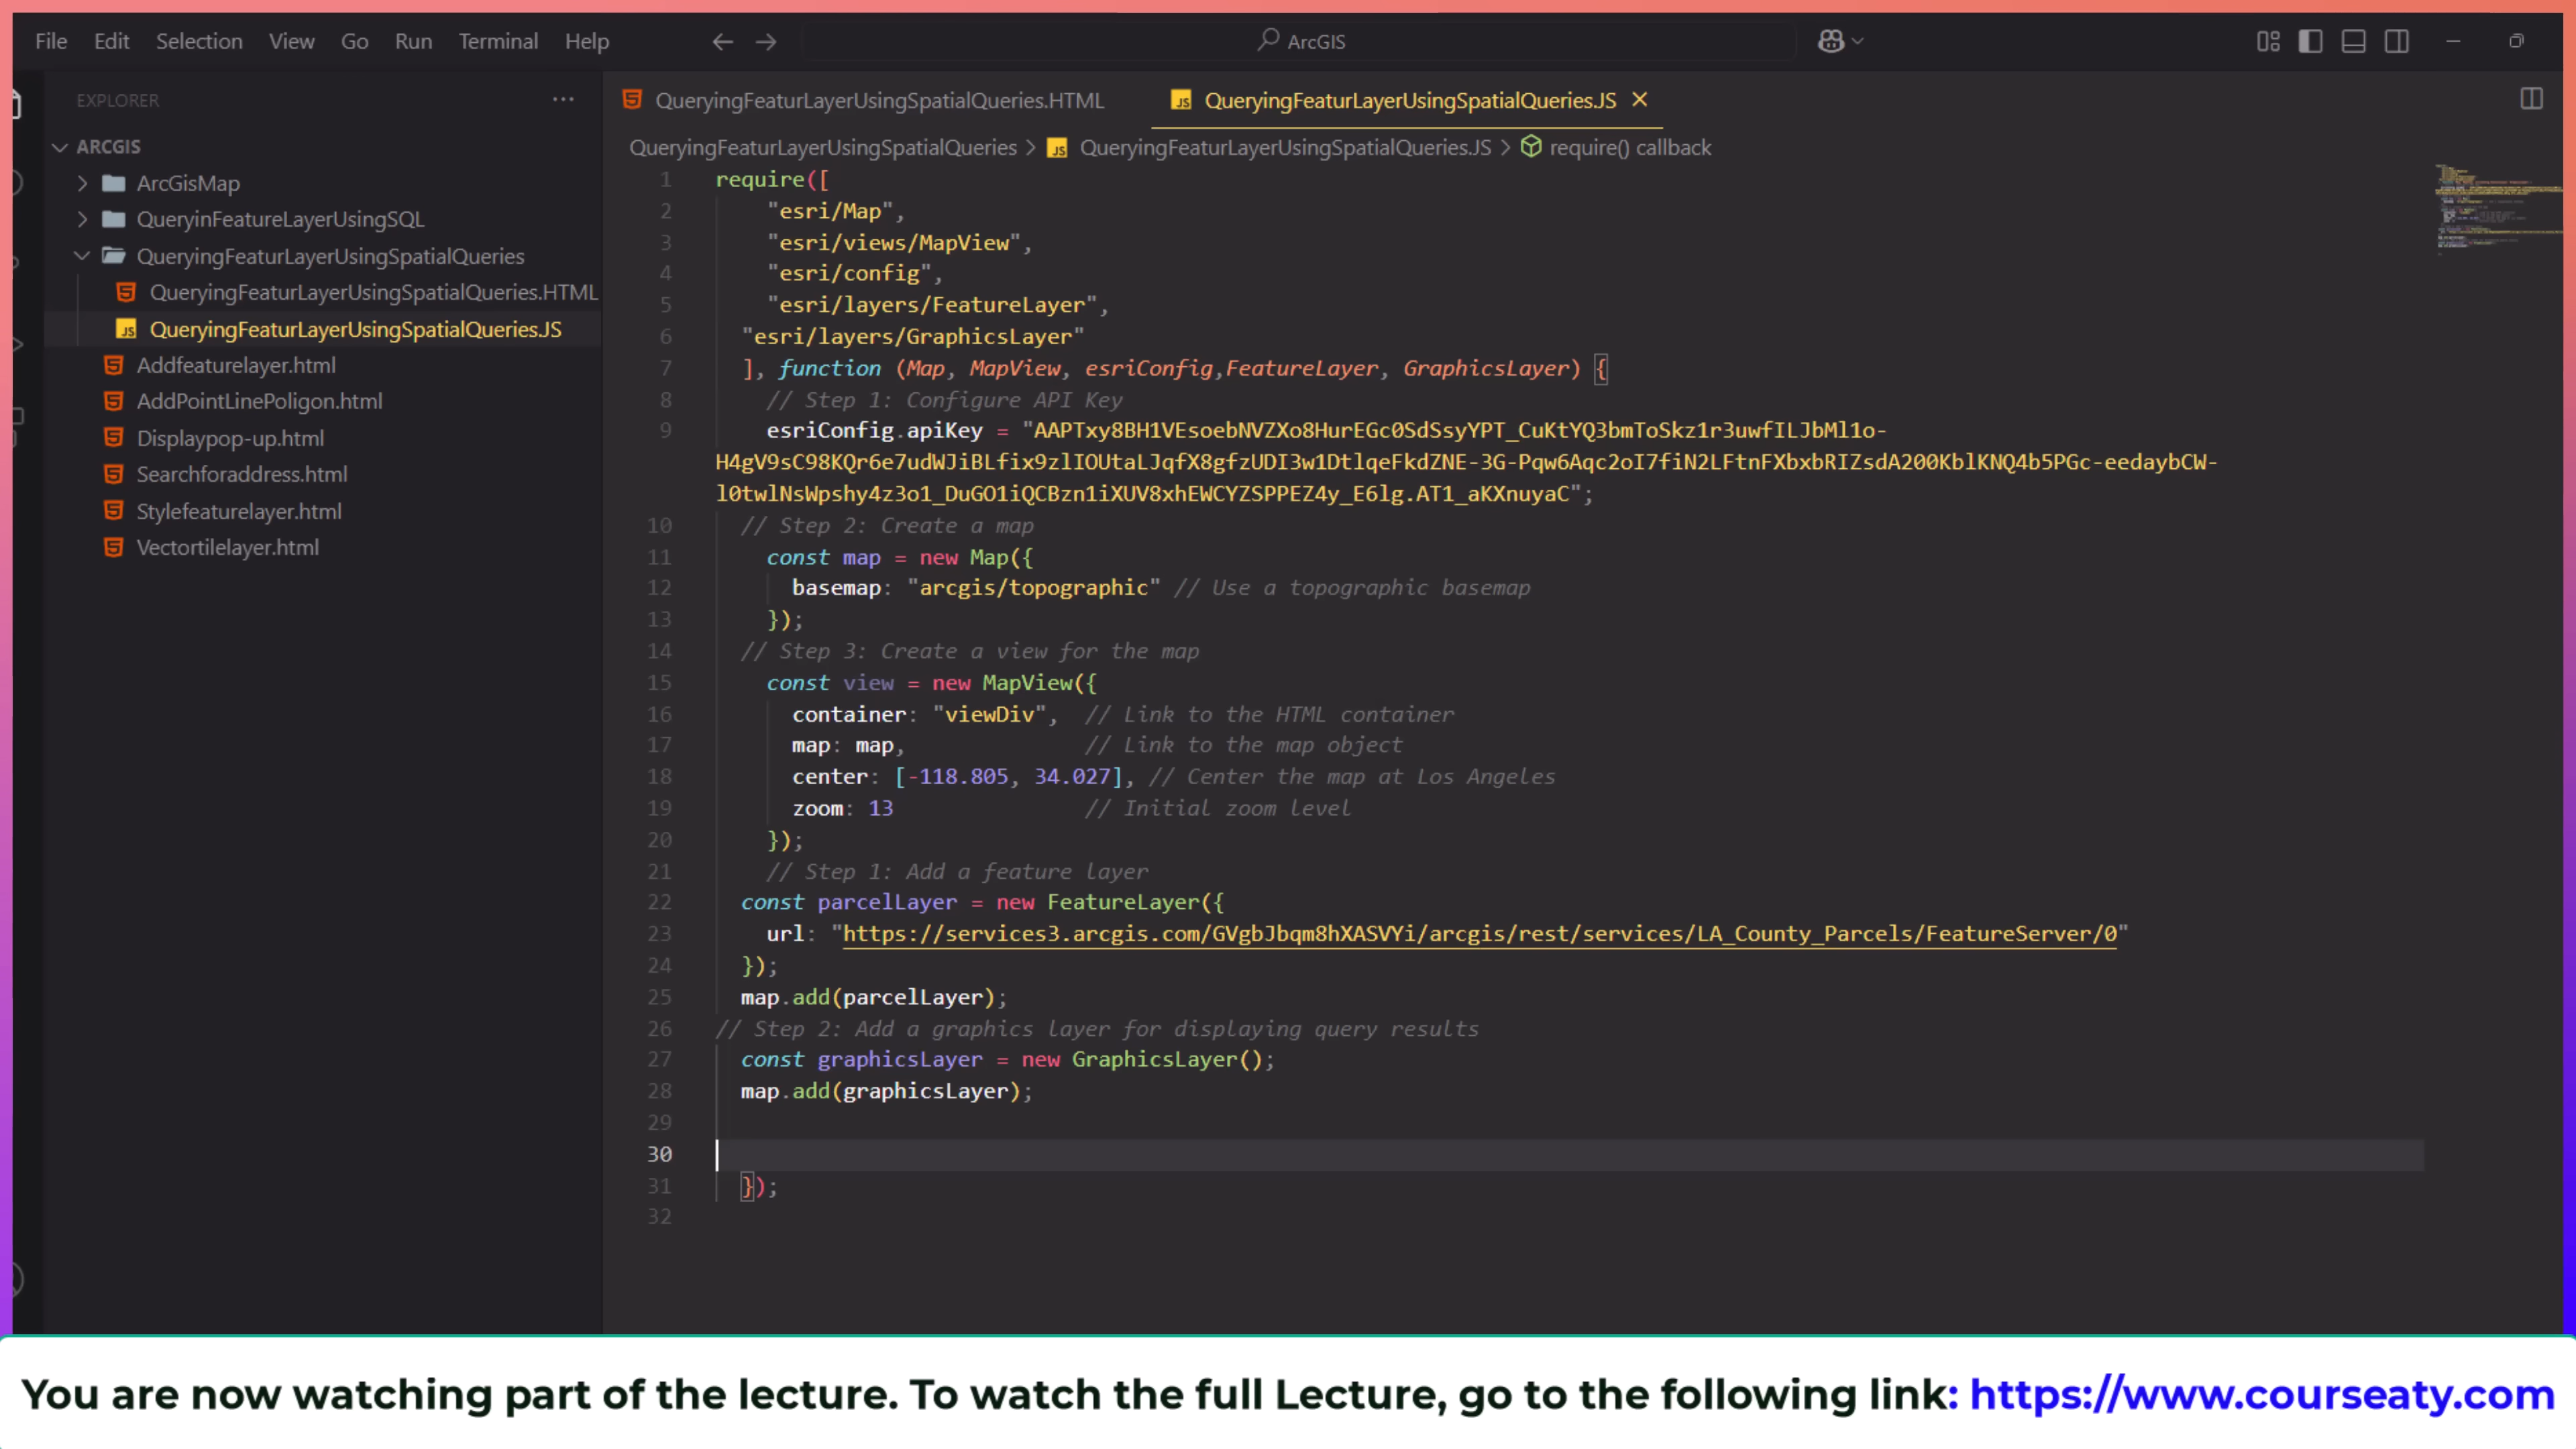 File Edit Selection View Go Run Terminal Help ArcGIS
EXPLORER
ARCGIS
ArcGisMap
QueryinFeatureLayerUsingSQL
QueryingFeaturLayerUsingSpatialQueries
QueryingFeaturLayerUsingSpatialQueries.HTML
QueryingFeaturLayerUsingSpatialQueries.JS
Addfeaturelayer.html
AddPointLinePoligon.html
Displaypop-up.html
Searchforaddress.html
Stylefeaturelayer.html
Vectortilelayer.html
QueryingFeaturLayerUsingSpatialQueries.HTML QueryingFeaturLayerUsingSpatialQueries.JS
QueryingFeaturLayerUsingSpatialQueries > QueryingFeaturLayerUsingSpatialQueries.JS > require() callback
1 require([
2 "esri/Map",
3 "esri/views/MapView",
4 "esri/config",
5 "esri/layers/FeatureLayer",
6 "esri/layers/GraphicsLayer"
7 ], function (Map, MapView, esriConfig,FeatureLayer, GraphicsLayer) {
8 // Step 1: Configure API Key
9 esriConfig.apiKey = "AAPTxy8BH1VEsoebNVZXo8HurEGc0SdSsyYPT_CuKtYQ3bmToSkz1r3uwfILJbMl1o-
H4gV9sC98KQr6e7udWJiBLfix9zlIOUtaLJqfX8gfzUDI3w1DtlqeFkdZNE-3G-Pqw6Aqc2oI7fiN2LFtnFXbxbRIZsdA200KblKNQ4b5PGc-eedaybCW-
l0twlNsWpshy4z3o1_DuGO1iQCBzn1iXUV8xhEWCYZSPPEZ4y_E6lg.AT1_aKXnuyaC";
10 // Step 2: Create a map
11 const map = new Map({
12 basemap: "arcgis/topographic" // Use a topographic basemap
13 });
14 // Step 3: Create a view for the map
15 const view = new MapView({
16 container: "viewDiv", // Link to the HTML container
17 map: map, // Link to the map object
18 center: [-118.805, 34.027], // Center the map at Los Angeles
19 zoom: 13 // Initial zoom level
20 });
21 // Step 1: Add a feature layer
22 const parcelLayer = new FeatureLayer({
23 url: "https://services3.arcgis.com/GVgbJbqm8hXASVYi/arcgis/rest/services/LA_County_Parcels/FeatureServer/0"
24 });
25 map.add(parcelLayer);
26 // Step 2: Add a graphics layer for displaying query results
27 const graphicsLayer = new GraphicsLayer();
28 map.add(graphicsLayer);
29
30
31 });
32
You are now watching part of the lecture. To watch the full Lecture, go to the following link: https://www.courseaty.com